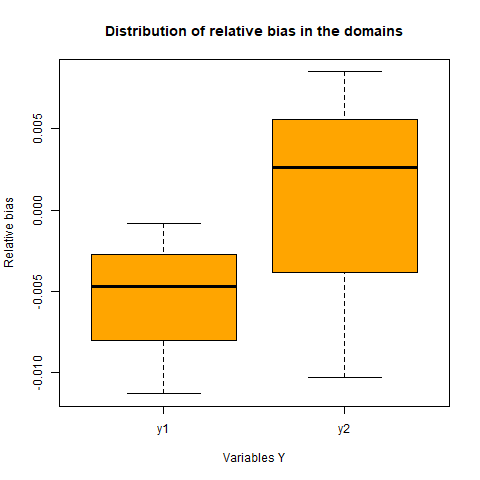 Distribution of relative bias in the domains
Relative bias
0.005
0.000
-0.005
-0.010
y1
y2
Variables Y